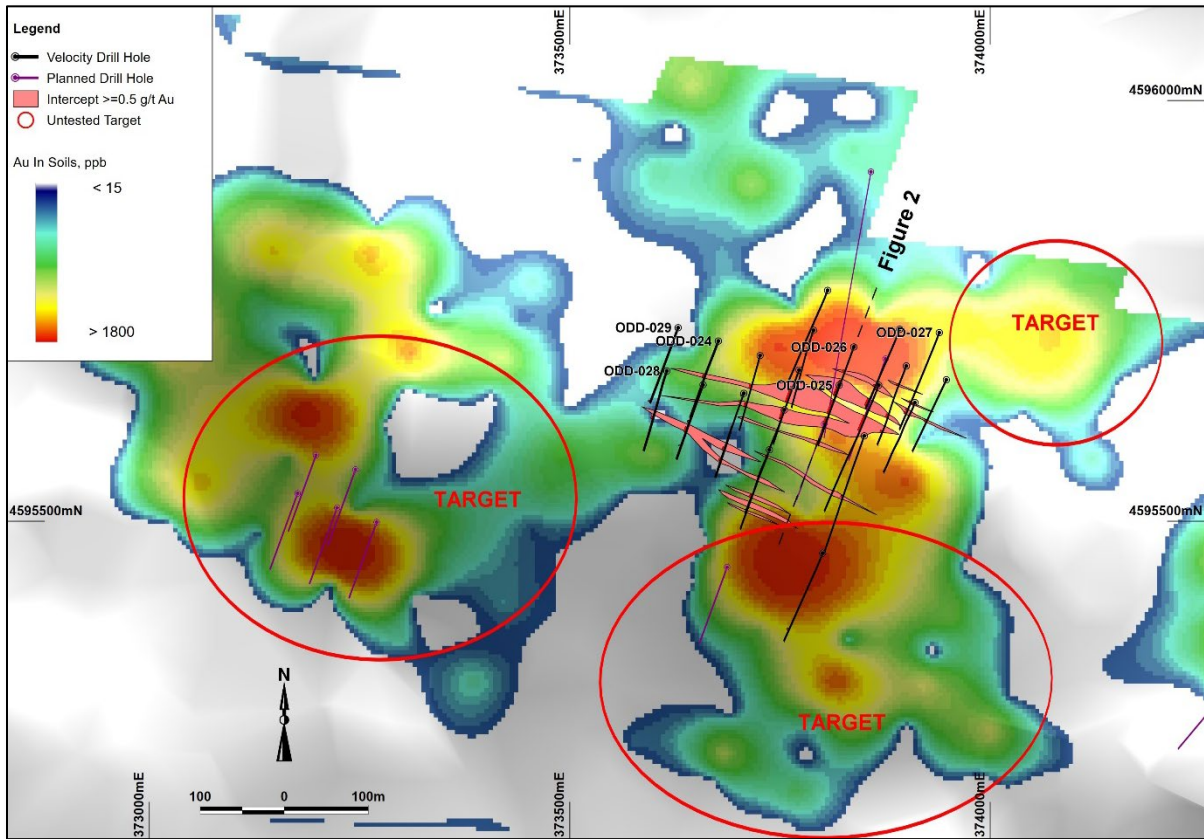 Legend
Velocity Drill Hole
Planned Drill Hole
Intercept >=0.5 g/t Au
Untested Target
Au In Soils, ppb
< 15
> 1800
373500mE
374000mE
4596000mN
Figure 2
ODD-029
ODD-024
ODD-028
ODD-026
ODD-027
ODD-025
TARGET
TARGET
4595500mN
4595500mN
TARGET
N
373000mE
373500mE
374000mE
100 0 100m